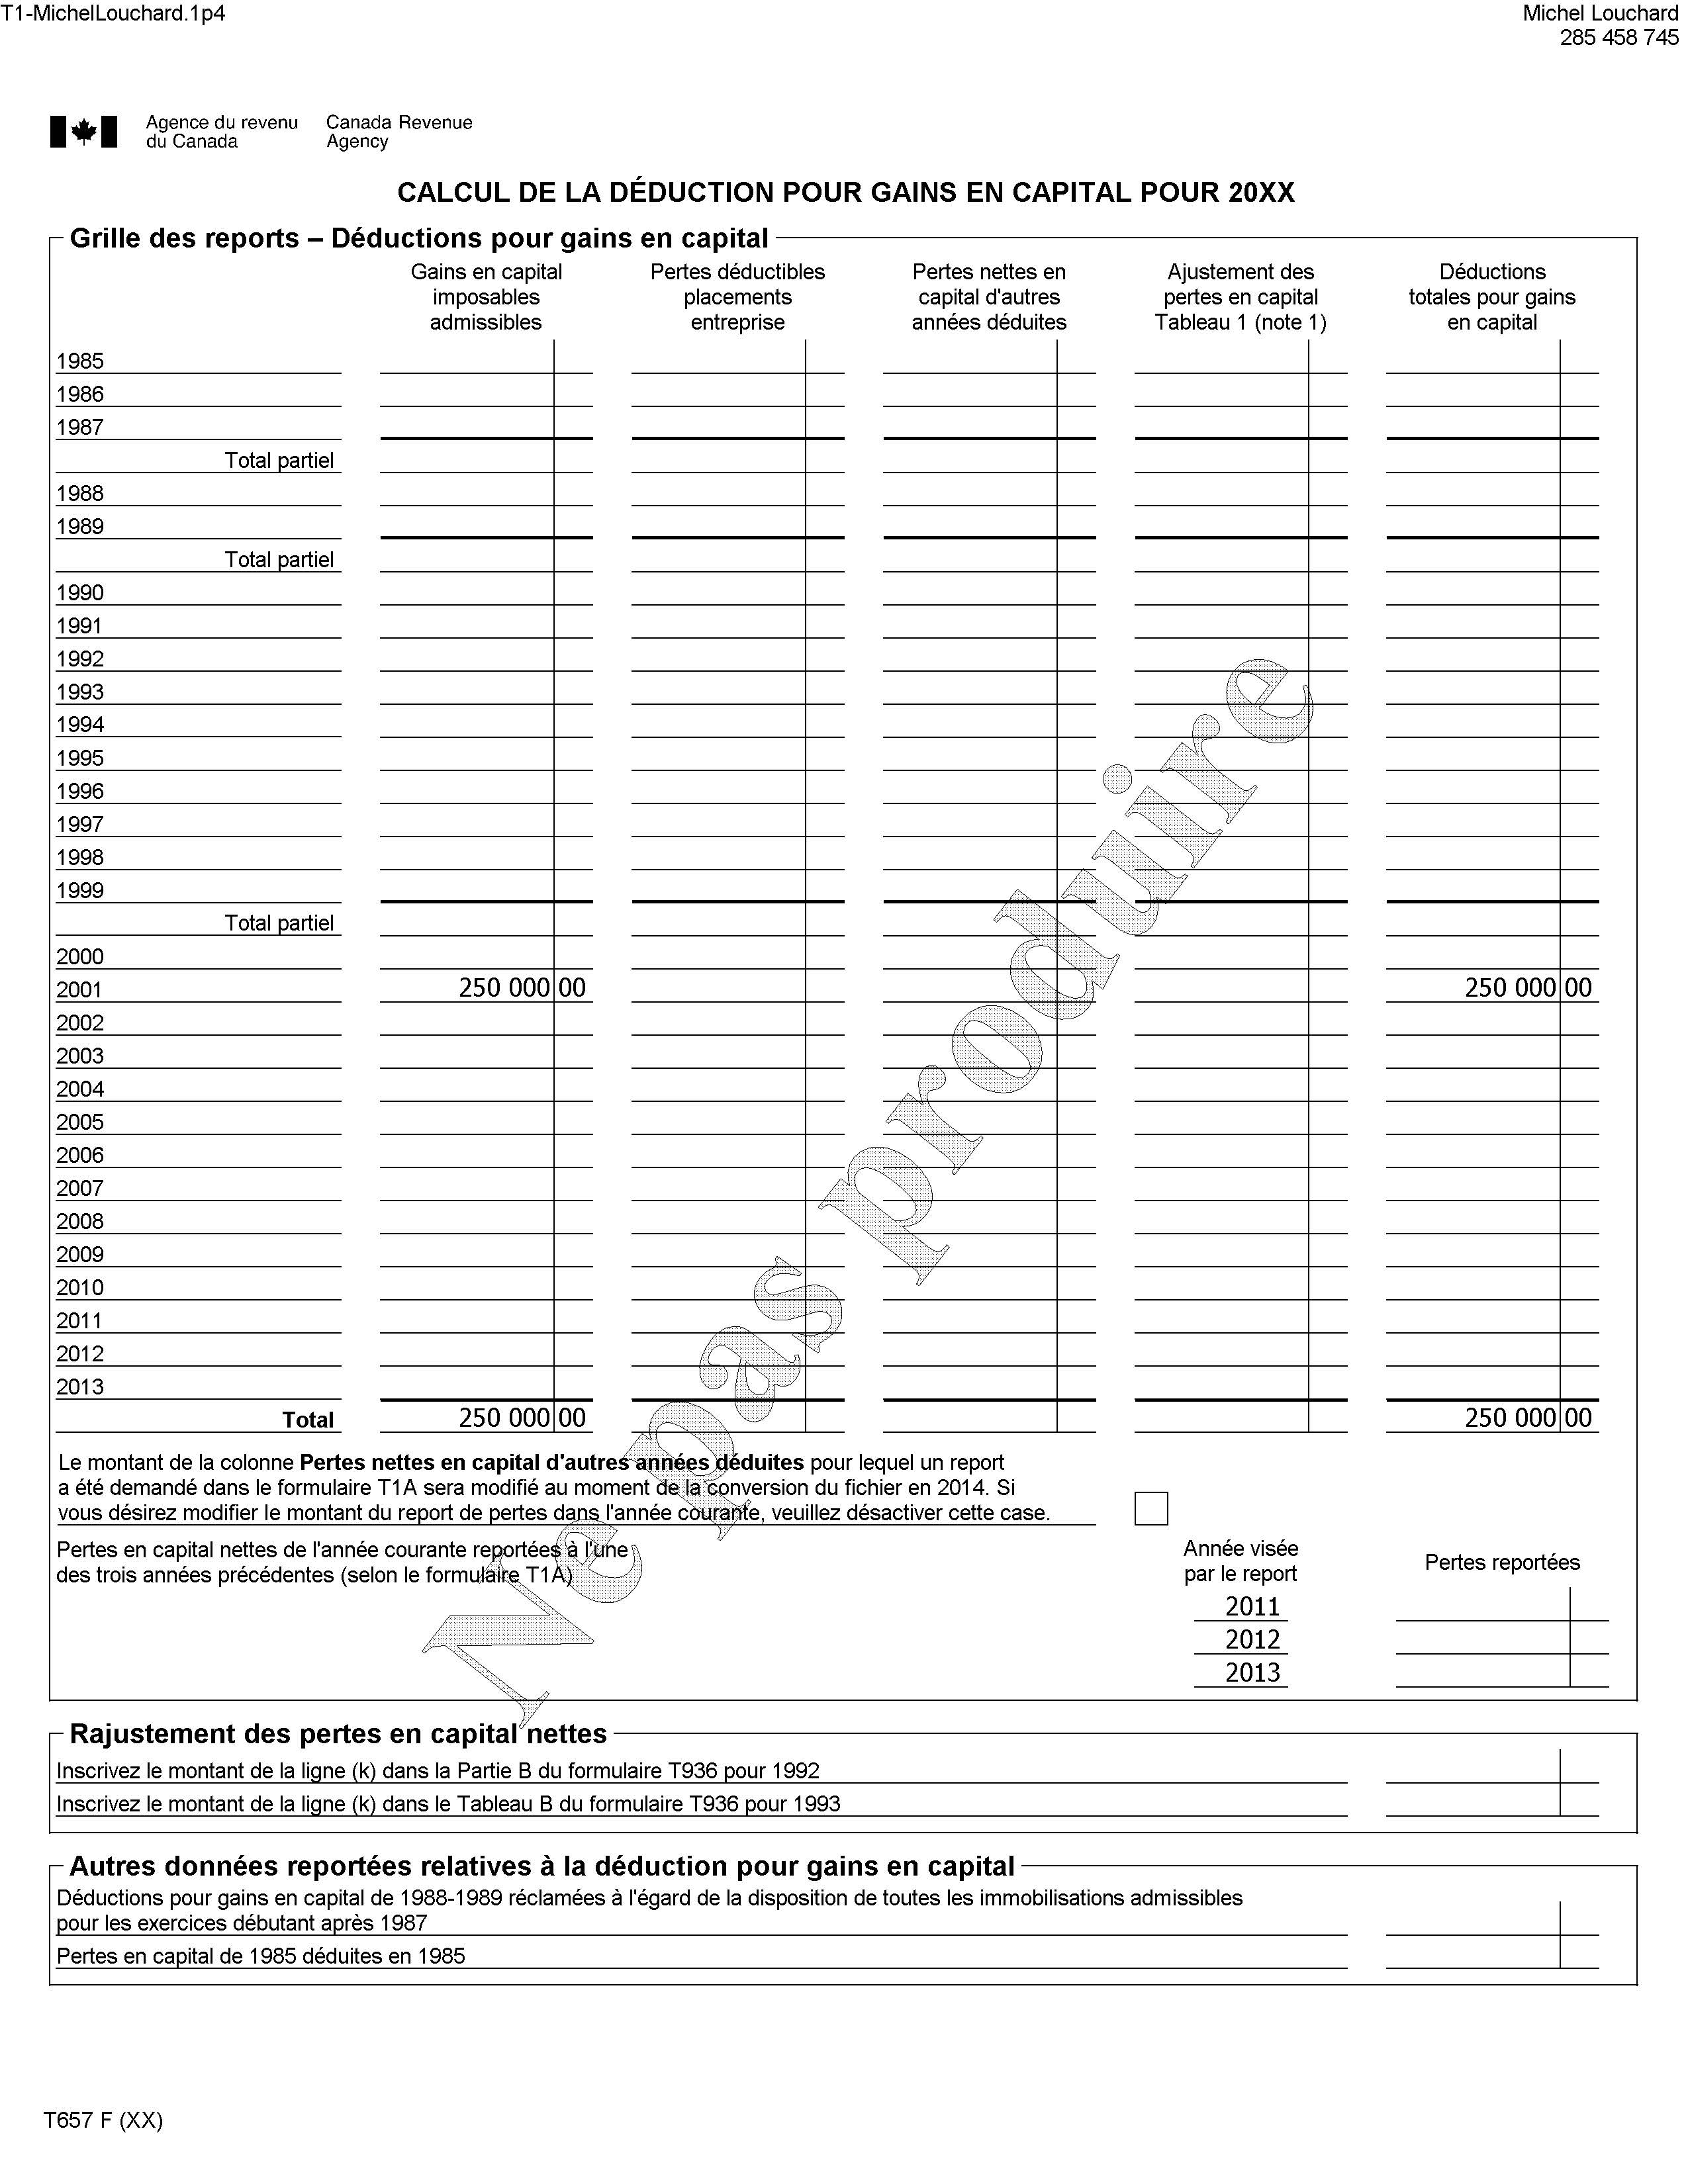 T1-MichelLouchard.1p4
Michel Louchard
285 458 745
Agence du revenu
du Canada
Canada Revenue
Agency
CALCUL DE LA DÉDUCTION POUR GAINS EN CAPITAL POUR 20XX
Grille des reports – Déductions pour gains en capital
Gains en capital
imposables
admissibles
Pertes déductibles
placements
entreprise
Pertes nettes en
capital d'autres
années déduites
Ajustement des
pertes en capital
Tableau 1 (note 1)
Déductions
totales pour gains
en capital
1985
1986
1987
Total partiel
1988
1989
Total partiel
1990
1991
1992
1993
1994
1995
1996
1997
1998
1999
Total partiel
2000
2001 250 000 00 250 000 00
2002
2003
2004
2005
2006
2007
2008
2009
2010
2011
2012
2013
Total 250 000 00 250 000 00
Le montant de la colonne Pertes nettes en capital d'autres années déduites pour lequel un report
a été demandé dans le formulaire T1A sera modifié au moment de la conversion du fichier en 2014. Si
vous désirez modifier le montant du report de pertes dans l'année courante, veuillez désactiver cette case.
Pertes en capital nettes de l'année courante reportées à l'une
des trois années précédentes (selon le formulaire T1A)
Année visée
par le report
Pertes reportées
2011
2012
2013
Ne pas produire
Rajustement des pertes en capital nettes
Inscrivez le montant de la ligne (k) dans la Partie B du formulaire T936 pour 1992
Inscrivez le montant de la ligne (k) dans le Tableau B du formulaire T936 pour 1993
Autres données reportées relatives à la déduction pour gains en capital
Déductions pour gains en capital de 1988-1989 réclamées à l'égard de la disposition de toutes les immobilisations admissibles
pour les exercices débutant après 1987
Pertes en capital de 1985 déduites en 1985
T657 F (XX)